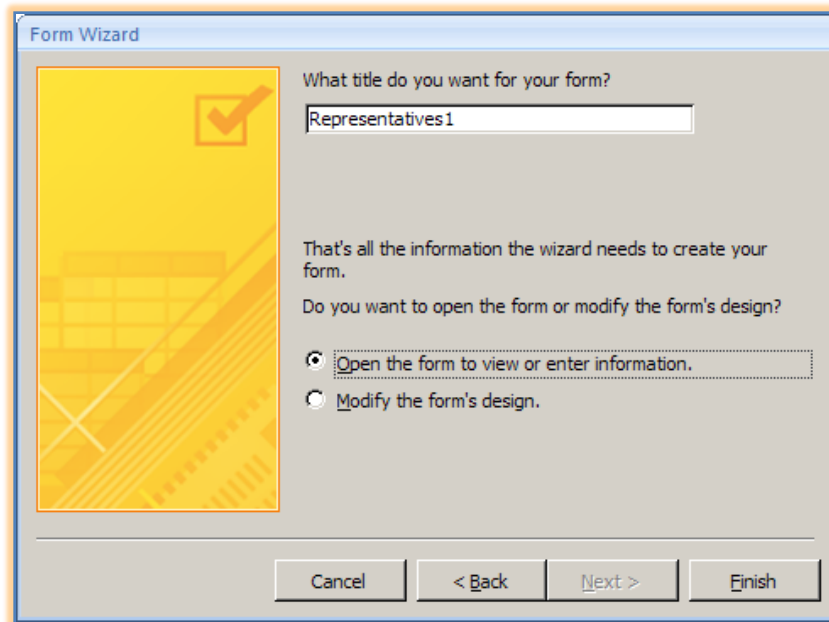 Form Wizard
What title do you want for your form?
Representatives1
That's all the information the wizard needs to create your
form.
Do you want to open the form or modify the form's design?
Open the form to view or enter information.
Modify the form's design.
Cancel
< Back
Next >
Finish